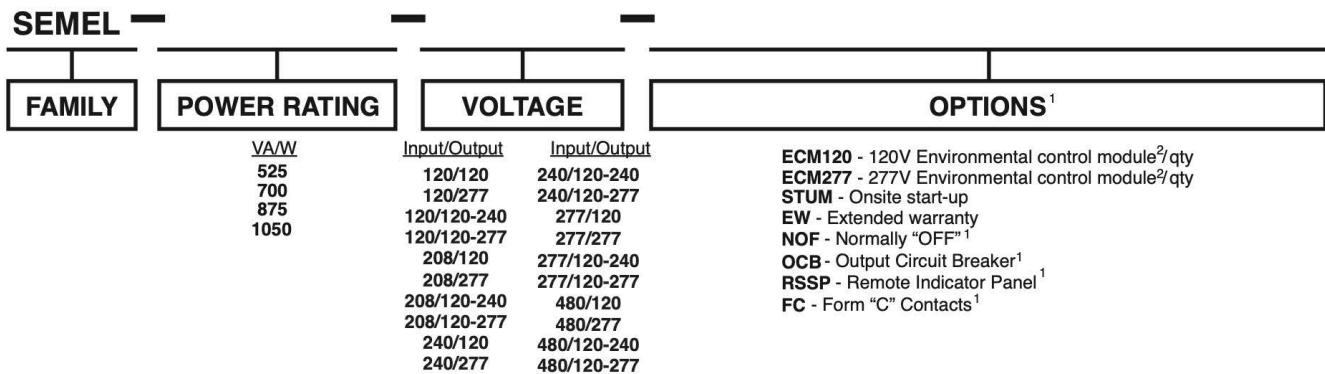 SEMEL — — —
FAMILY POWER RATING VOLTAGE OPTIONS¹
VA/W
525
700
875
1050
Input/Output Input/Output
120/120 240/120-240
120/277 240/120-277
120/120-240 277/120
120/120-277 277/277
208/120 277/120-240
208/277 277/120-277
208/120-240 480/120
208/120-277 480/277
240/120 480/120-240
240/277 480/120-277
ECM120 - 120V Environmental control module²/qty
ECM277 - 277V Environmental control module²/qty
STUM - Onsite start-up
EW - Extended warranty
NOF - Normally “OFF”¹
OCB - Output Circuit Breaker¹
RSSP - Remote Indicator Panel¹
FC - Form “C” Contacts¹